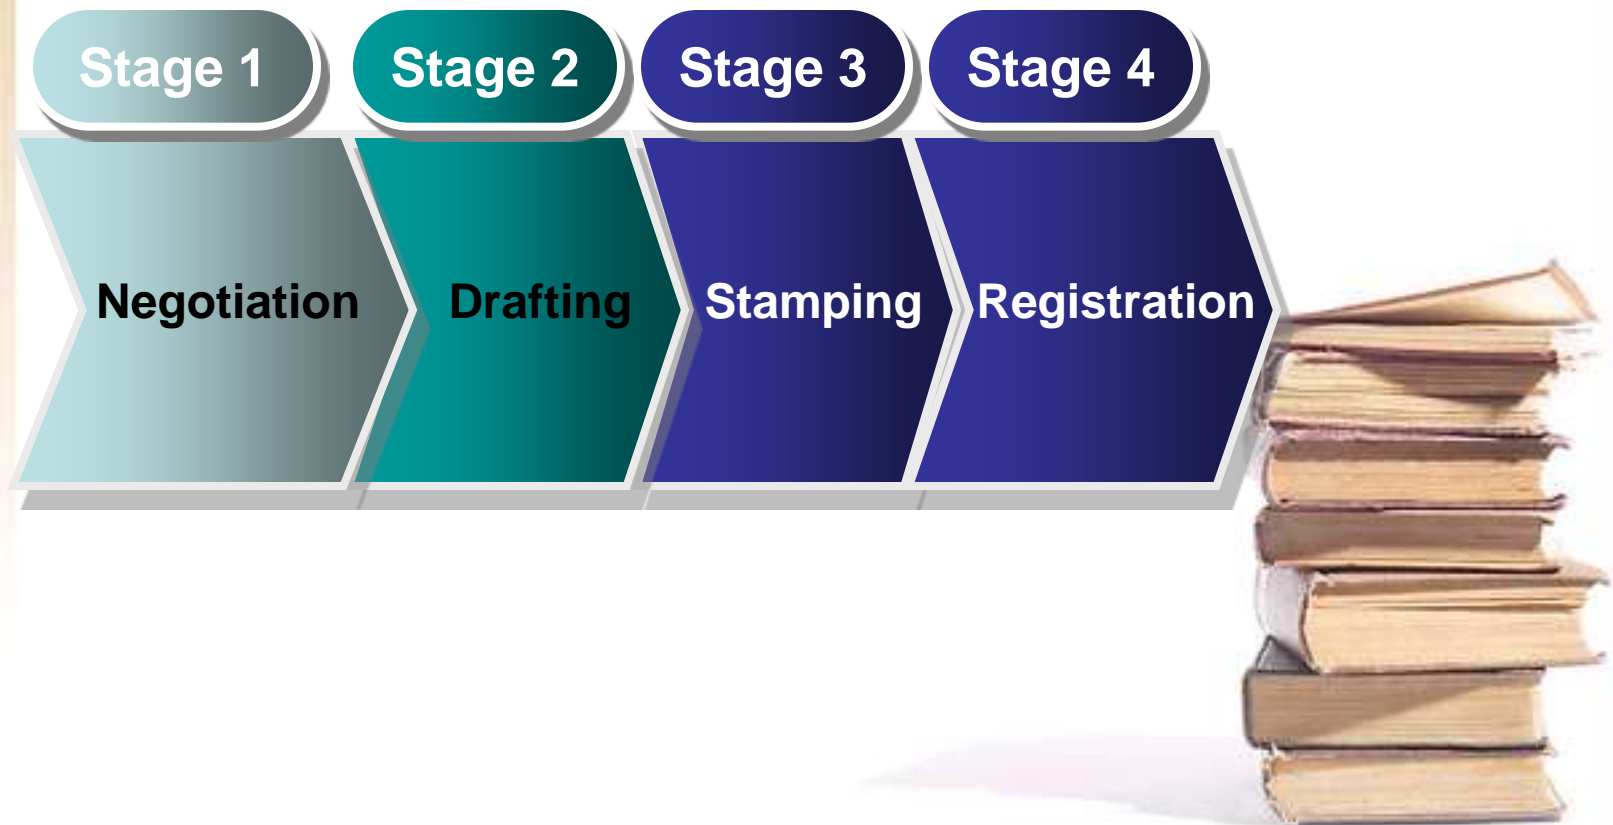 Stage 1
Stage 2
Stage 3
Stage 4
Negotiation
Drafting
Stamping
Registration